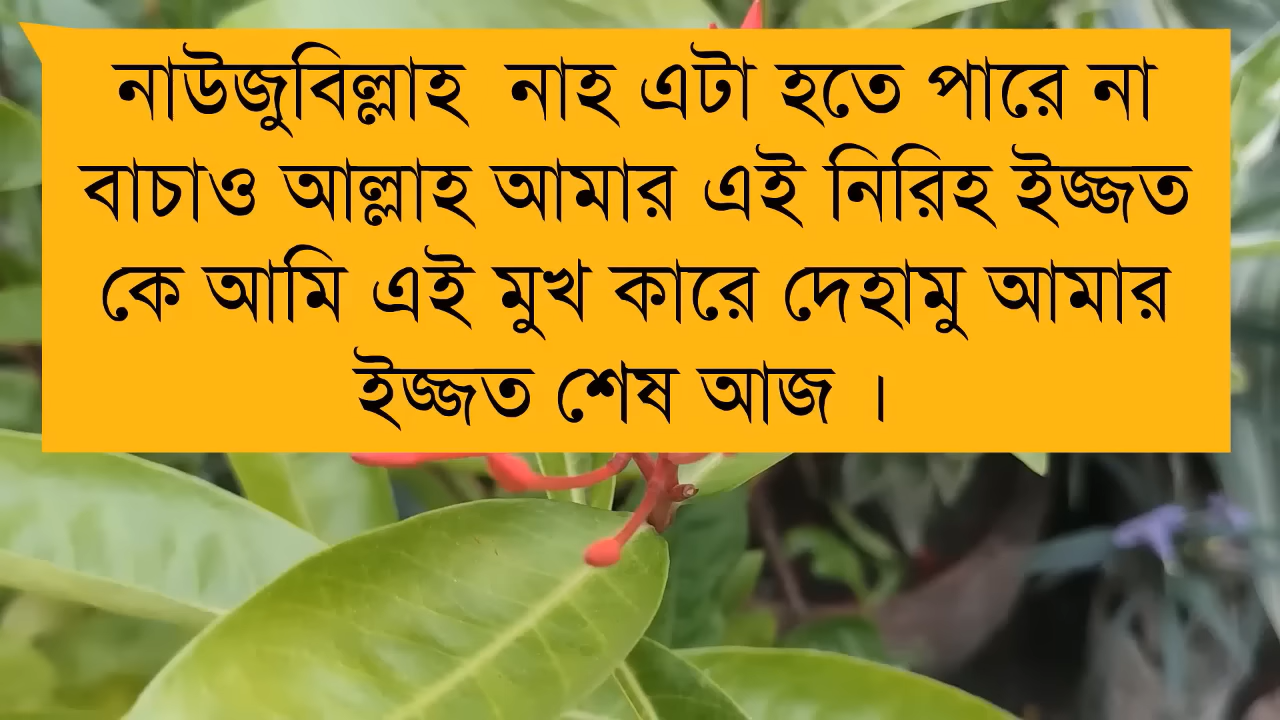 নাউজুবিল্লাহ নাহ এটা হতে পারে না
বাচাও আল্লাহ আমার এই নিরিহ ইজ্জত
কে আমি এই মুখ কারে দেহামু আমার
ইজ্জত শেষ আজ ।